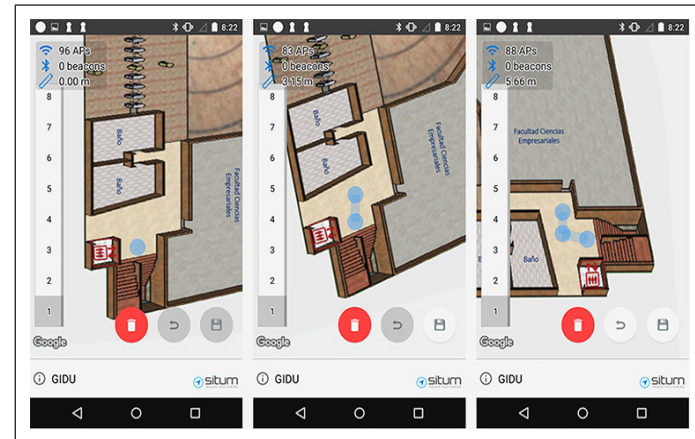 8:22
96 APs
0 beacons
0.00 m
8
7
6
5
4
3
2
1
Baño
Baño
Facultad Ciencias
Empresariales
Google
GIDU
situm
8:22
83 APs
0 beacons
3.15 m
8
7
6
5
4
3
2
1
Baño
Baño
Facultad Ciencias
Empresariales
Google
GIDU
situm
8:22
88 APs
0 beacons
5.66 m
8
7
6
5
4
3
2
1
Facultad Ciencias
Empresariales
Baño
Google
GIDU
situm